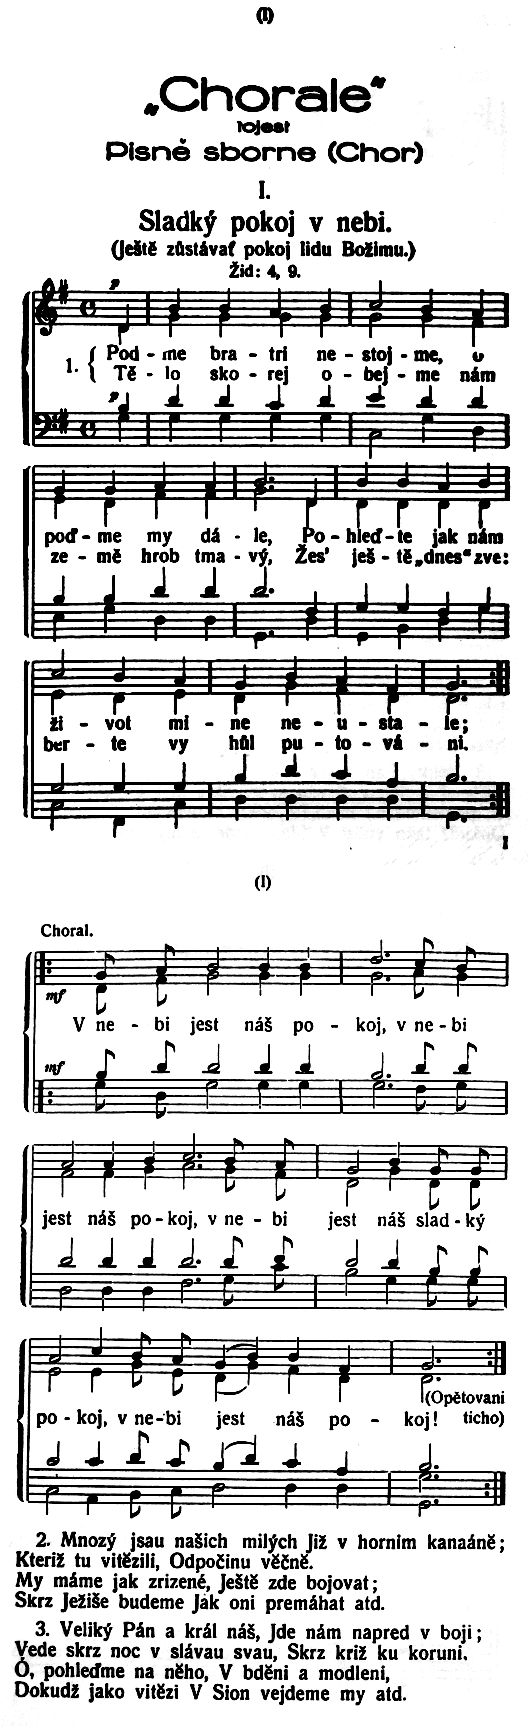 (I)
„Chorale“
tojest
Pisně sborne (Chor)
I.
Sladký pokoj v nebi.
(Ještě zůstávať pokoj lidu Božimu.)
Žid: 4, 9.
p
1. { Pod - me bra - tri ne - stoj - me, o
{ Tě - lo sko - rej o - bej - me nám
p
poď - me my dá - le, Po - hleď - te jak nám
ze - mě hrob tma - vý, Žes' ješ - tě „dnes“ zve:
ži - vot mi - ne ne - u - sta - le;
ber - te vy hůl pu - to - vá - ni.
I
(I)
Choral.
mf
V ne - bi jest náš po - koj, v ne - bi
mf
jest náš po - koj, v ne - bi jest náš slad - ký
(Opětovani
po - koj, v ne - bi jest náš po - koj! ticho)
2. Mnozý jsau našich milých Již v hornim kanaáně;
Kteriž tu vitězili, Odpočinu věčně.
My máme jak zrizené, Ještě zde bojovat;
Skrz Ježiše budeme Jak oni premáhat atd.
3. Veliký Pán a král náš, Jde nám napred v boji;
Vede skrz noc v slávau svau, Skrz križ ku koruni.
Ó, pohleďme na něho, V bděni a modleni,
Dokudž jako vitězi V Sion vejdeme my atd.